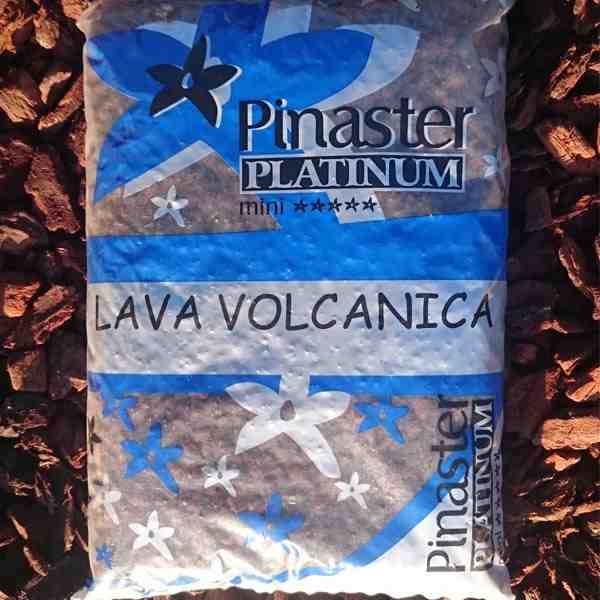 Pinaster
PLATINUM
mini
LAVA VOLCANICA
Pinaster
PLATINUM